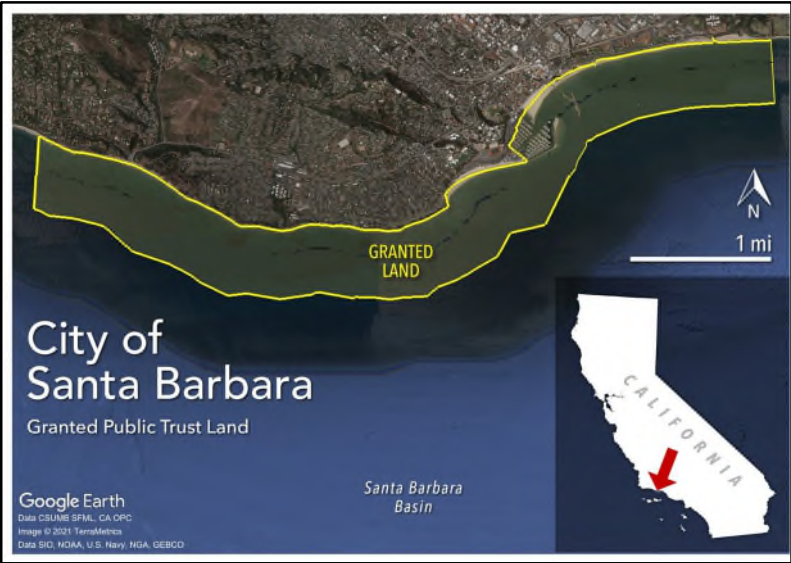 GRANTED
LAND
N
1 mi
City of
Santa Barbara
Granted Public Trust Land
CALIFORNIA
Santa Barbara
Basin
Google Earth
Data CSUMB SFML, CA OPC
Image © 2021 TerraMetrics
Data SIO, NOAA, U.S. Navy, NGA, GEBCO